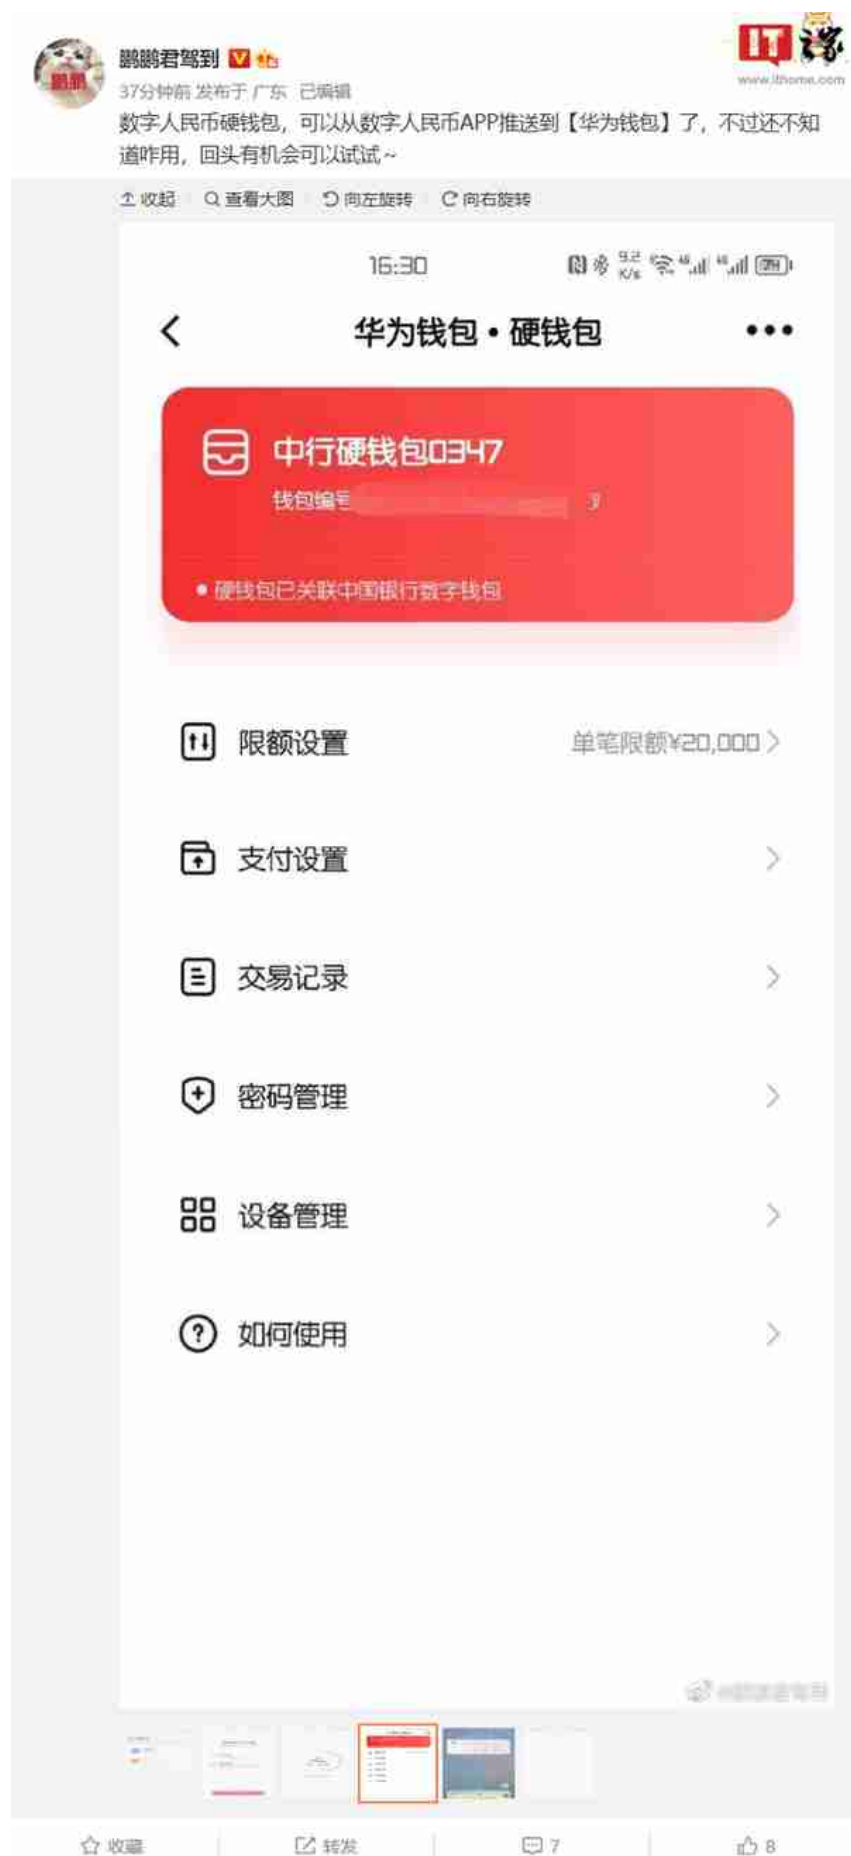 鹏鹏君驾到
鹏鹏
IT之家
www.ithome.com
37分钟前 发布于 广东 已编辑
数字人民币硬钱包，可以从数字人民币APP推送到【华为钱包】了，不过还不知
道咋用，回头有机会可以试试～
收起 查看大图 向左旋转 向右旋转
16:30
9.2
K/s
4G
4G
华为钱包·硬钱包
中行硬钱包0347
钱包编号
硬钱包已关联中国银行数字钱包
限额设置 单笔限额¥20,000
支付设置
交易记录
密码管理
设备管理
如何使用
收藏 转发 7 8